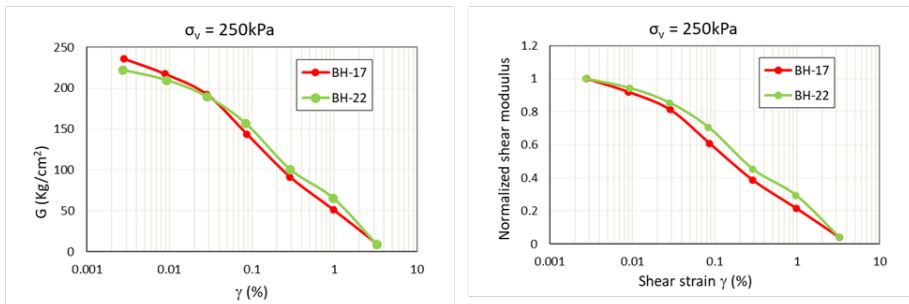 σv = 250kPa
G (Kg/cm²)
250
200
150
100
50
0
BH-17
BH-22
0.001
0.01
0.1
1
10
γ (%)
σv = 250kPa
Normalized shear moduulus
1.2
1
0.8
0.6
0.4
0.2
0
BH-17
BH-22
0.001
0.01
0.1
1
10
Shear strain γ (%)